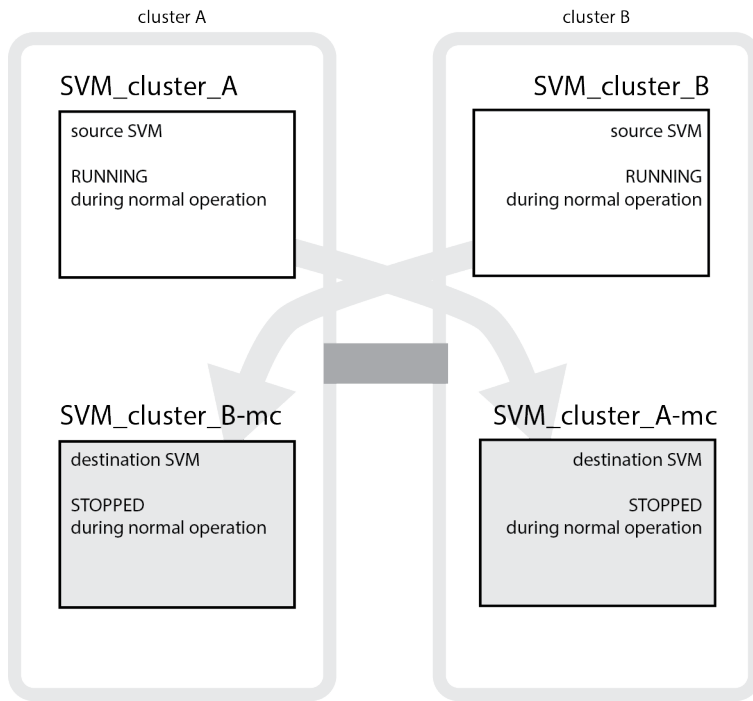 cluster A
cluster B
SVM_cluster_A
source SVM
RUNNING
during normal operation
SVM_cluster_B
source SVM
RUNNING
during normal operation
SVM_cluster_B-mc
destination SVM
STOPPED
during normal operation
SVM_cluster_A-mc
destination SVM
STOPPED
during normal operation